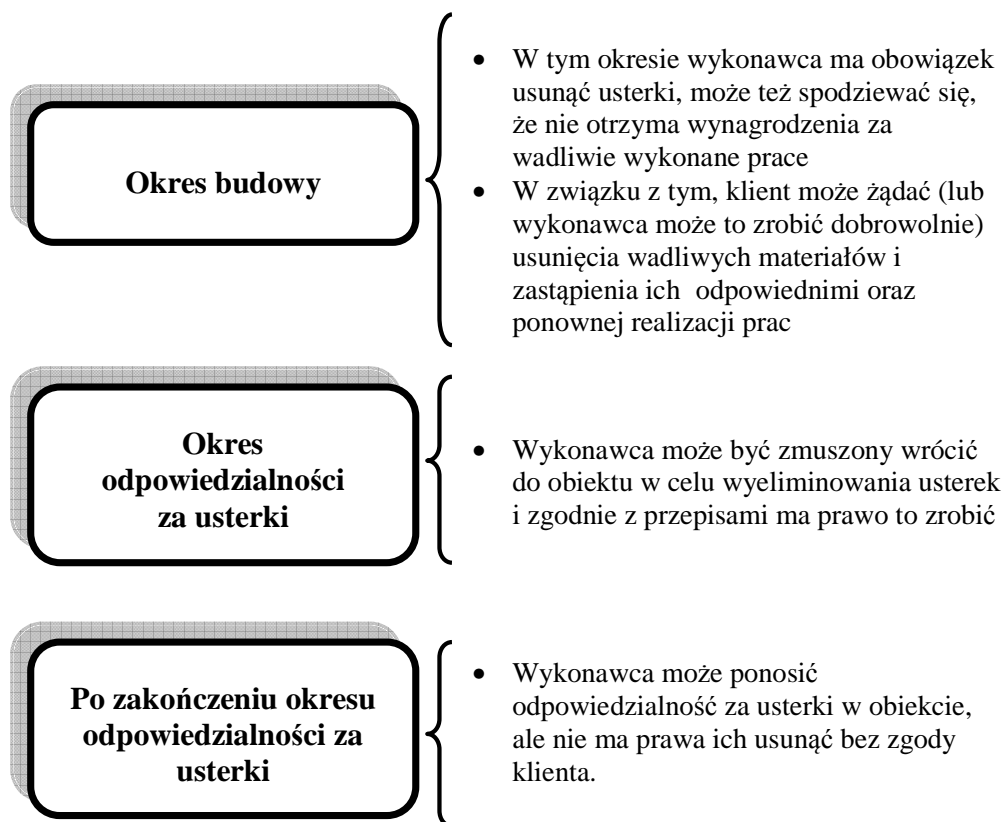 Okres budowy
• W tym okresie wykonawca ma obowiązek
usunąć usterki, może też spodziewać się,
że nie otrzyma wynagrodzenia za
wadliwie wykonane prace
• W związku z tym, klient może żądać (lub
wykonawca może to zrobić dobrowolnie)
usunięcia wadliwych materiałów i
zastąpienia ich odpowiednimi oraz
ponownej realizacji prac
Okres
odpowiedzialności
za usterki
• Wykonawca może być zmuszony wrócić
do obiektu w celu wyeliminowania usterek
i zgodnie z przepisami ma prawo to zrobić
Po zakończeniu okresu
odpowiedzialności za
usterki
• Wykonawca może ponosić
odpowiedzialność za usterki w obiekcie,
ale nie ma prawa ich usunąć bez zgody
klienta.